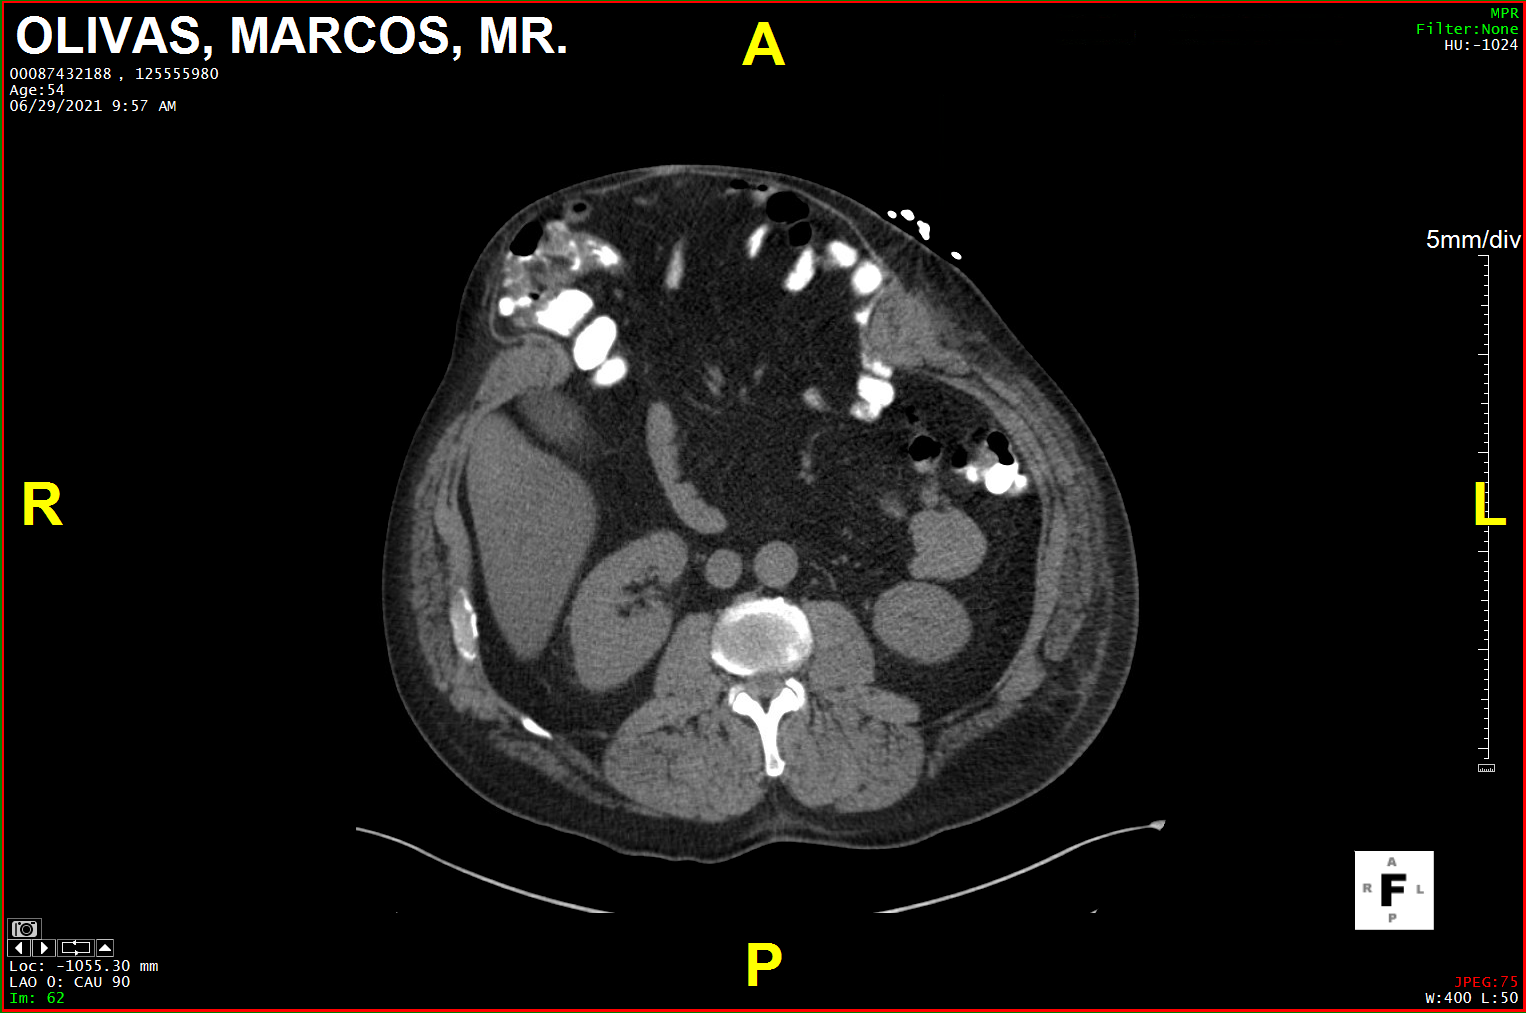 OLIVAS, MARCOS, MR.
00087432188 , 125555980
Age:54
06/29/2021 9:57 AM
A
MPR
Filter:None
HU:-1024
5mm/div
R
L
A
R F L
P
P
Loc: -1055.30 mm
LAO 0: CAU 90
Im: 62
JPEG:75
W:400 L:50